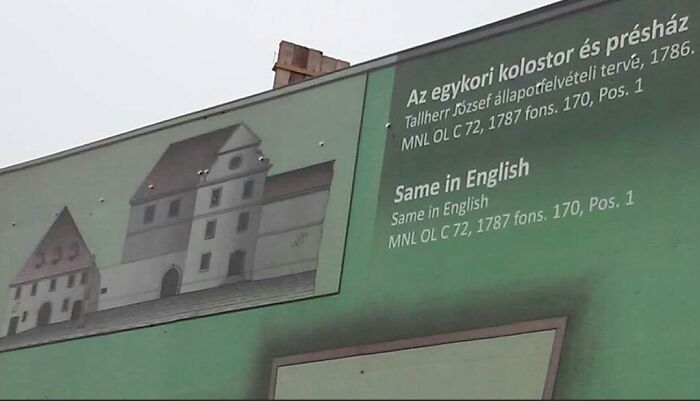 Az egykori kolostor és présház
Tallherr József állapotfelvételi terve, 1786.
MNL OL C 72, 1787 fons. 170, Pos. 1
Same in English
Same in English
MNL OL C 72, 1787 fons. 170, Pos. 1